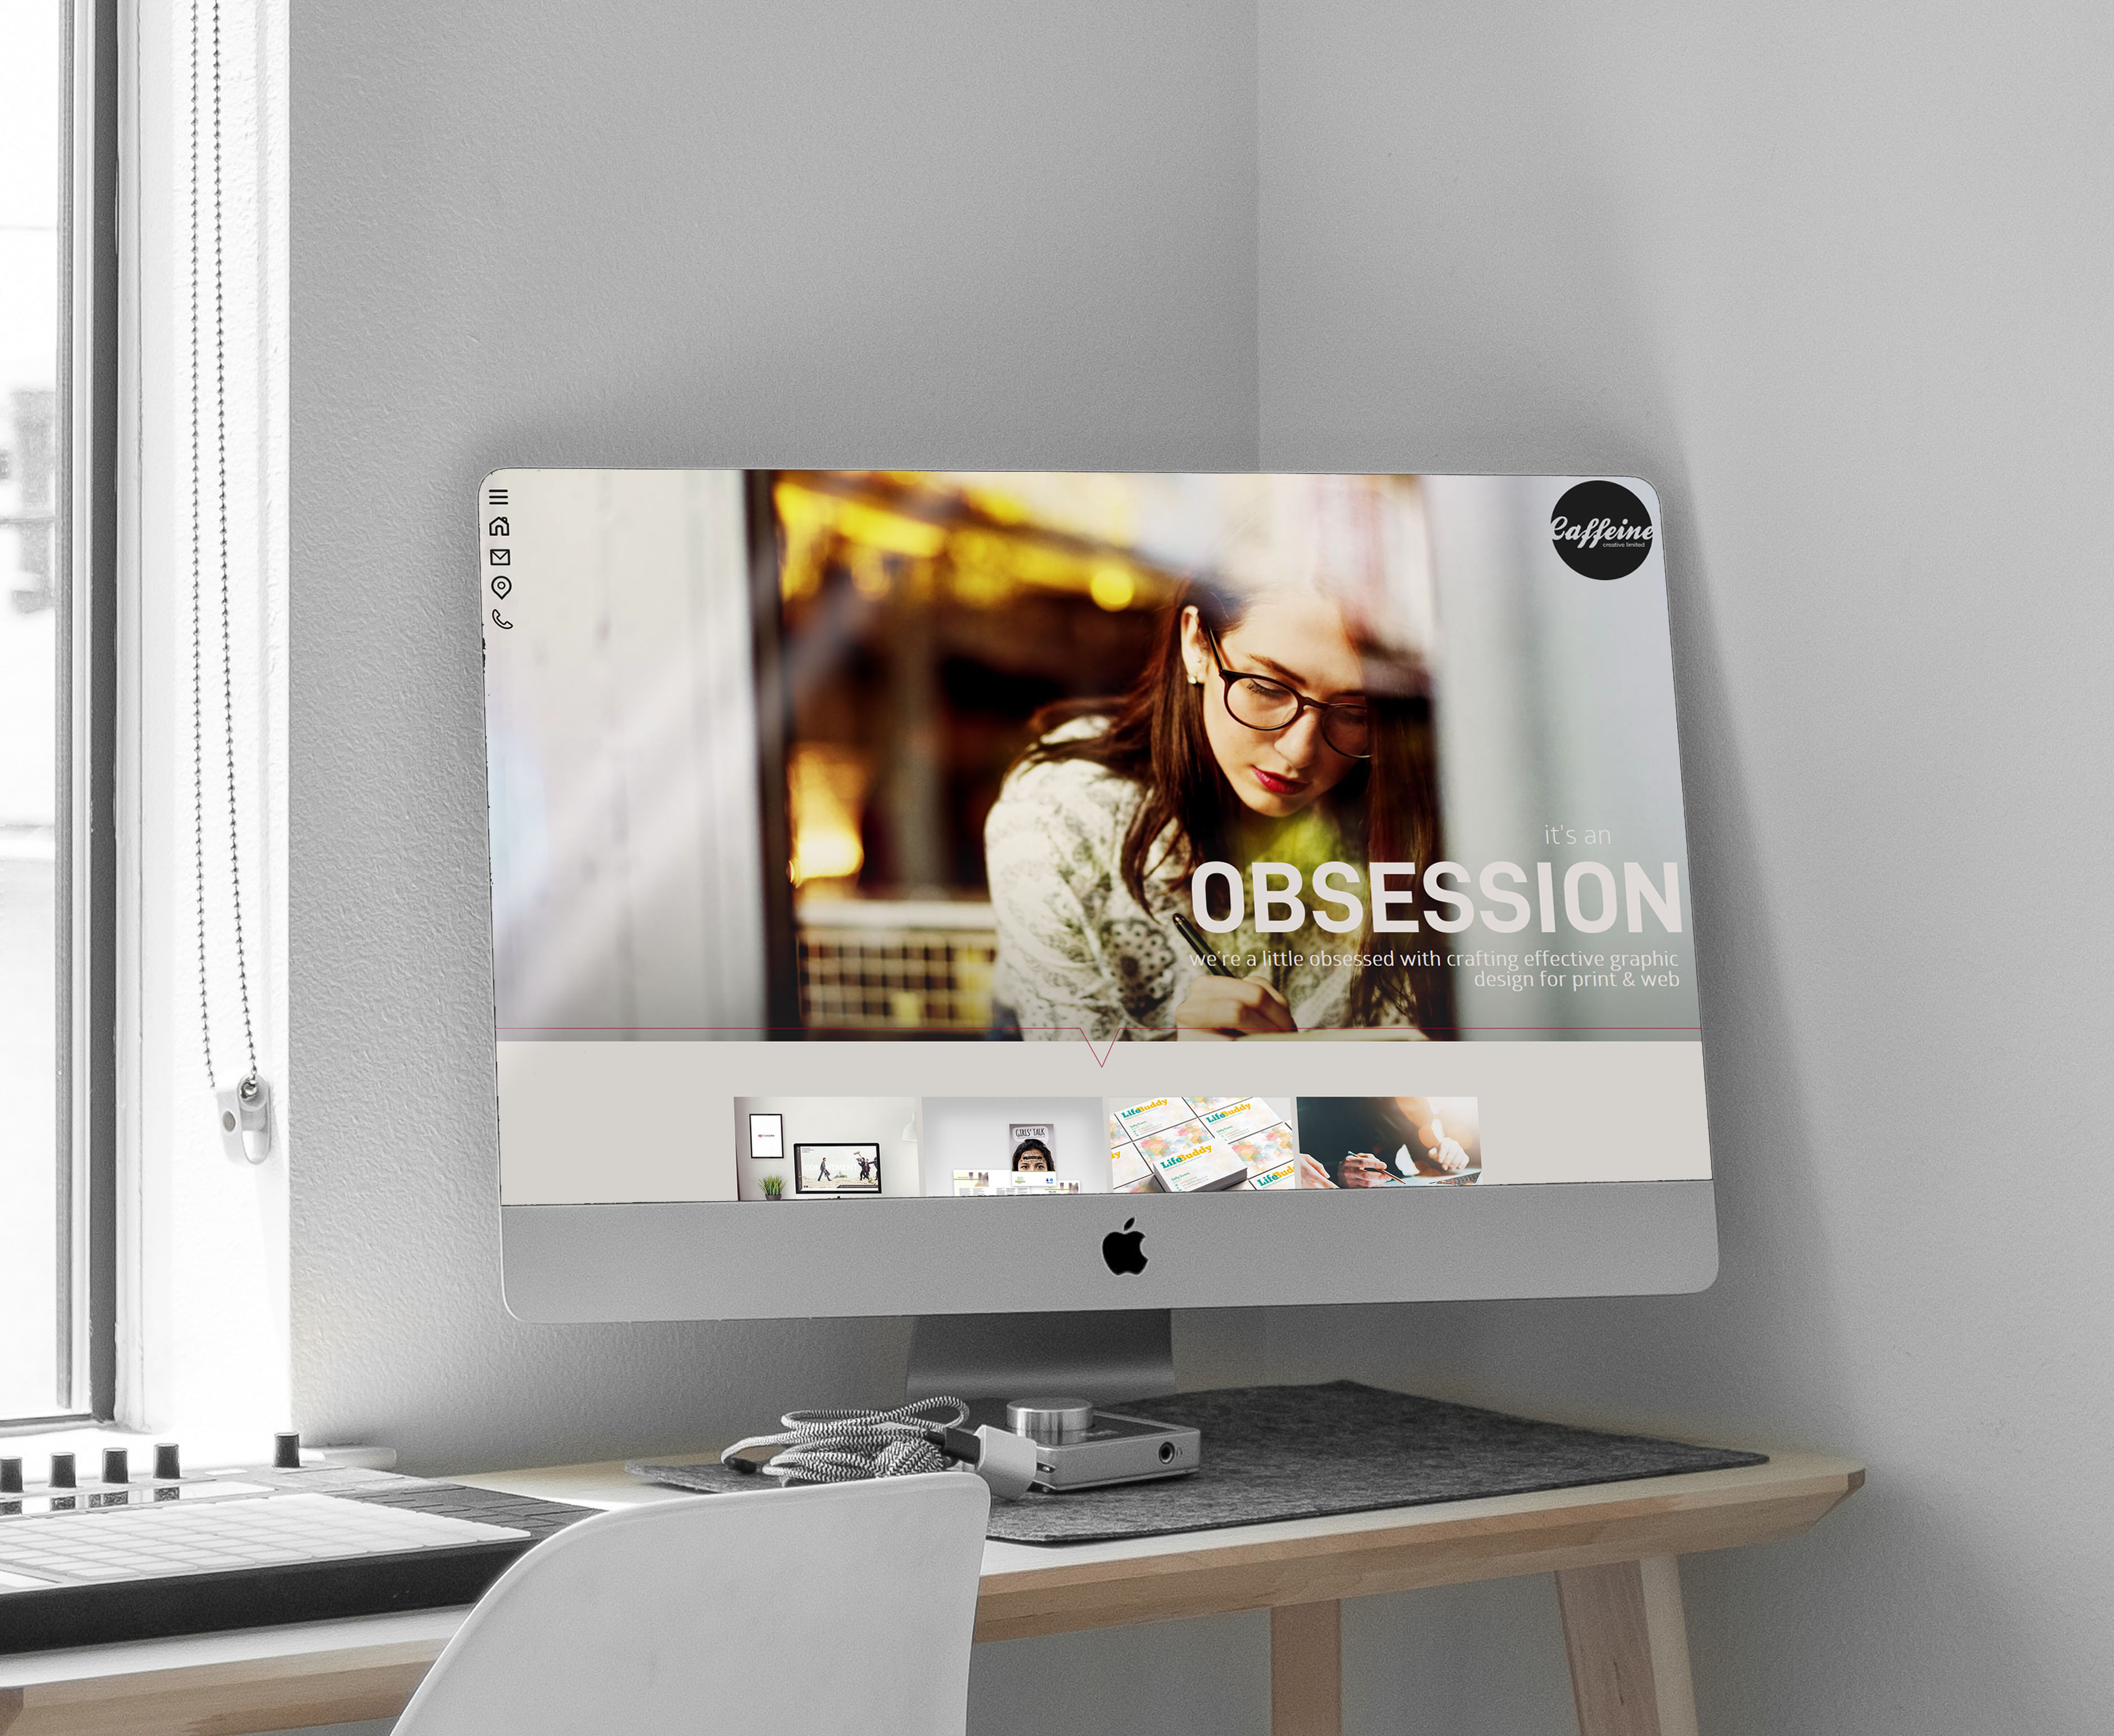 Caffeine
creative limited
it's an
OBSESSION
we're a little obsessed with crafting effective graphic
design for print & web
GIRLS' TALK
LifeBuddy
LifeBuddy
LifeBuddy